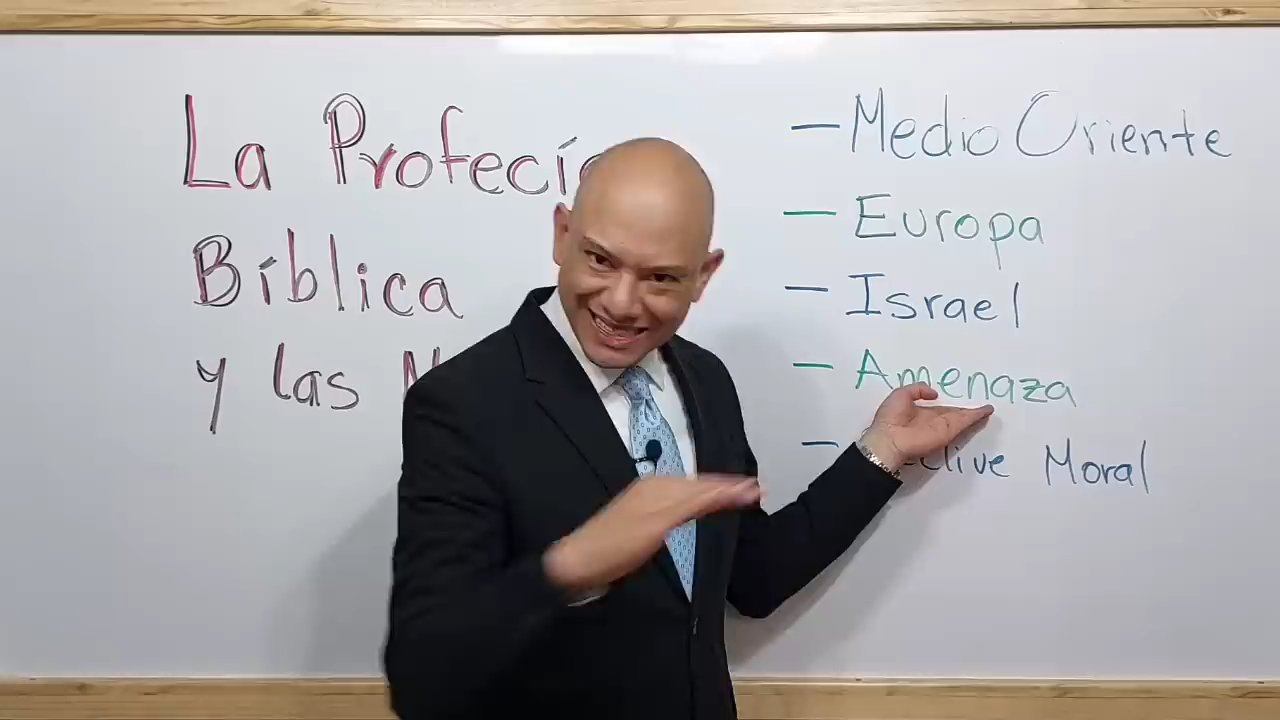 La Profecía
Bíblica
y las
— Medio Oriente
— Europa
— Israel
— Amenaza
— Moral